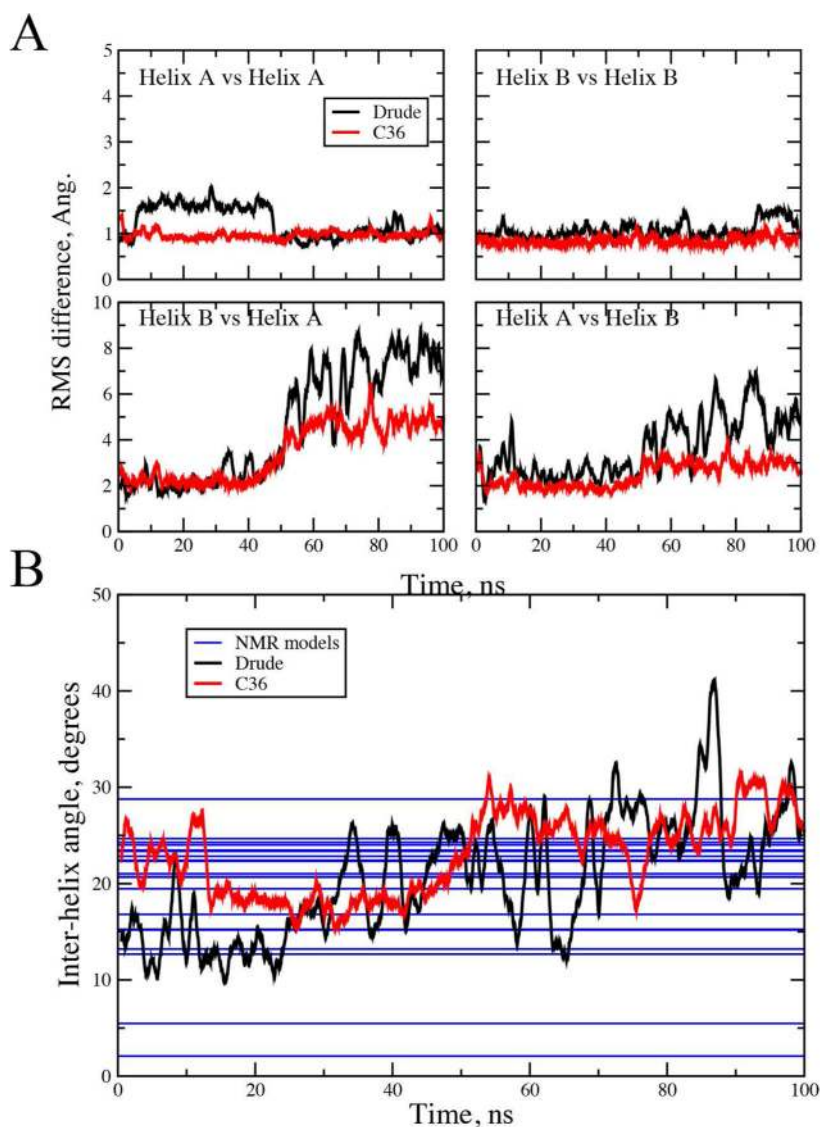 A
Helix A vs Helix A
Helix B vs Helix B
Drude
C36
5
4
3
2
1
0
RMS difference, Ang.
Helix B vs Helix A
Helix A vs Helix B
10
8
6
4
2
0
0 20 40 60 80 100
0 20 40 60 80 100
Time, ns
B
NMR models
Drude
C36
50
40
30
20
10
0
Inter-helix angle, degrees
0 20 40 60 80 100
Time, ns